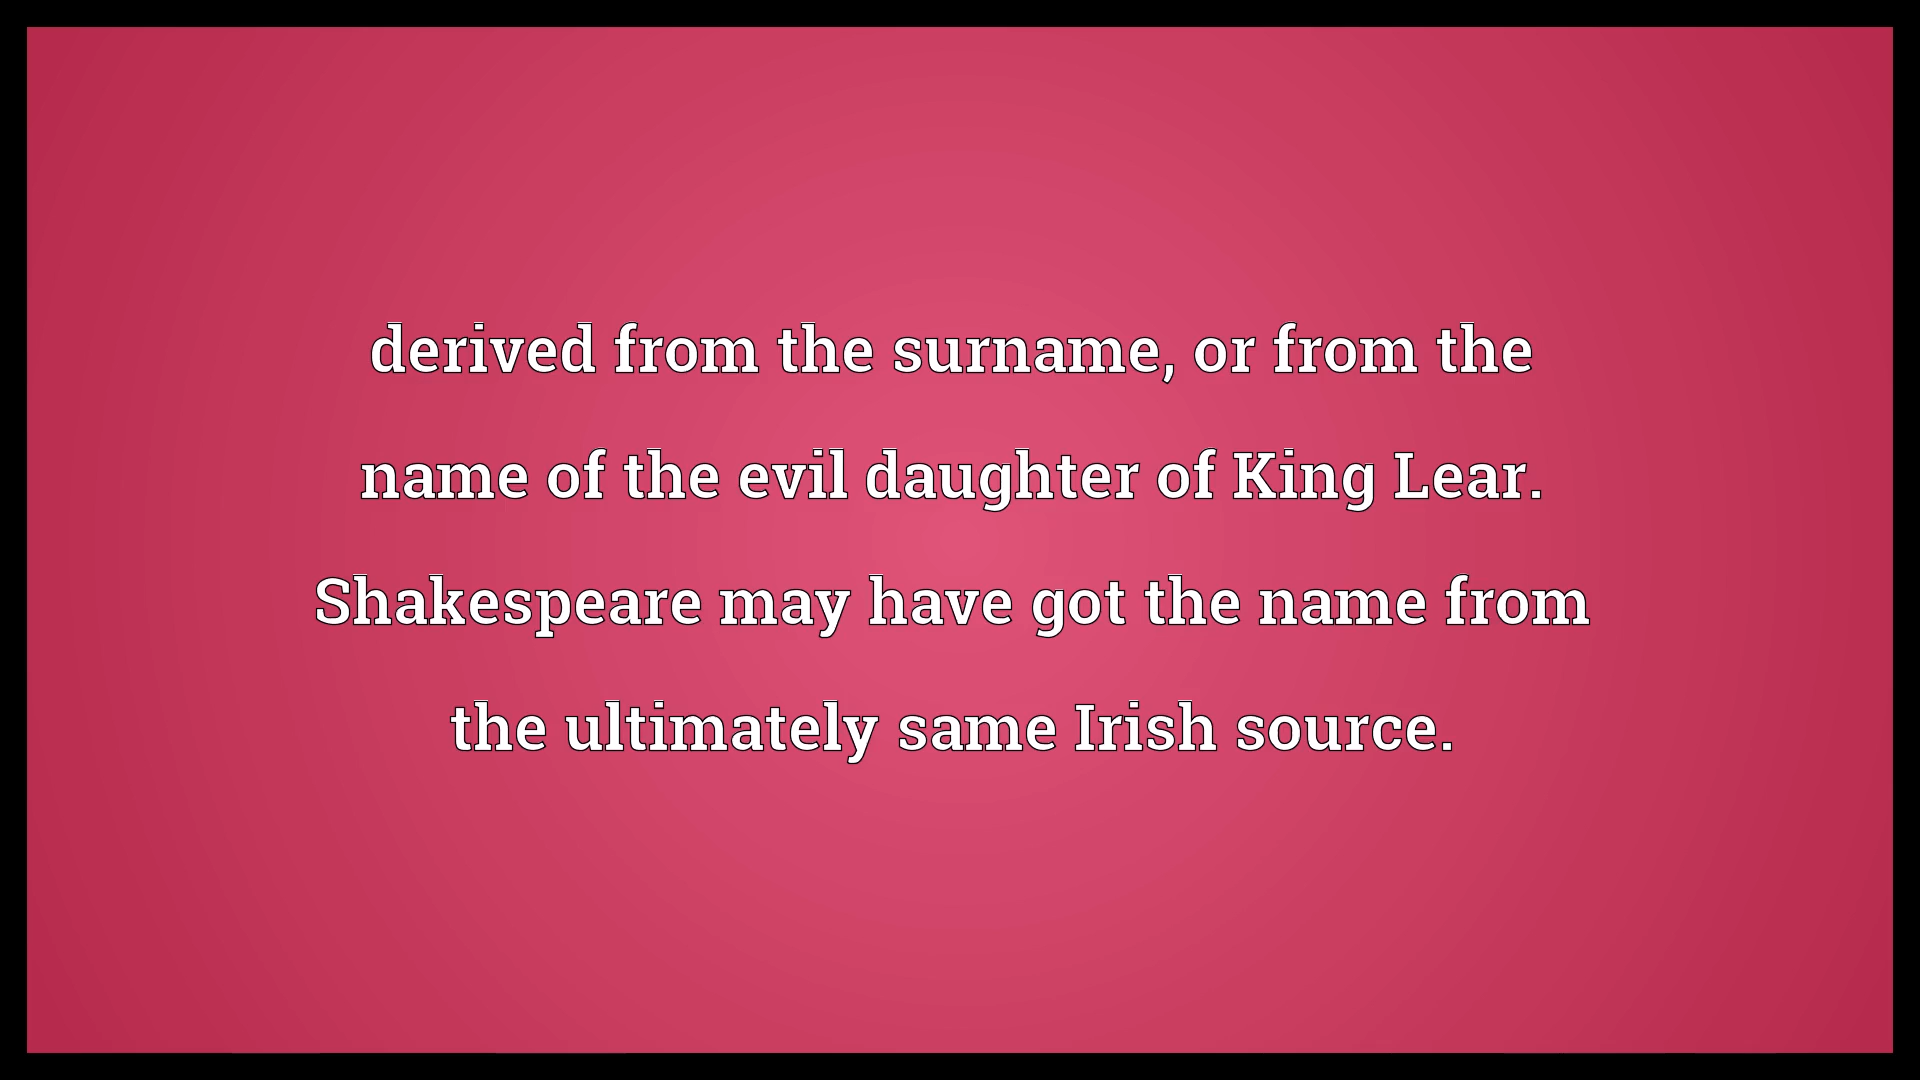 derived from the surname, or from the
name of the evil daughter of King Lear.
Shakespeare may have got the name from
the ultimately same Irish source.